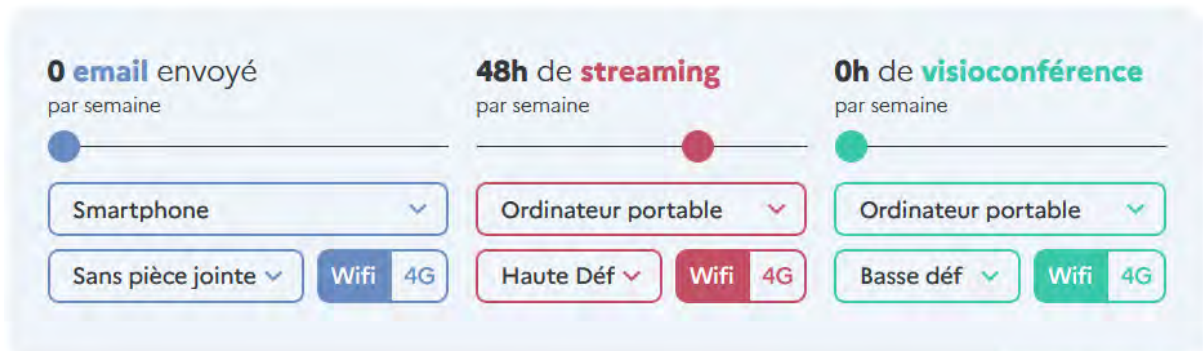 0 email envoyé
par semaine
Smartphone
Sans pièce jointe
Wifi 4G
48h de streaming
par semaine
Ordinateur portable
Haute Déf
Wifi 4G
0h de visioconférence
par semaine
Ordinateur portable
Basse déf
Wifi 4G